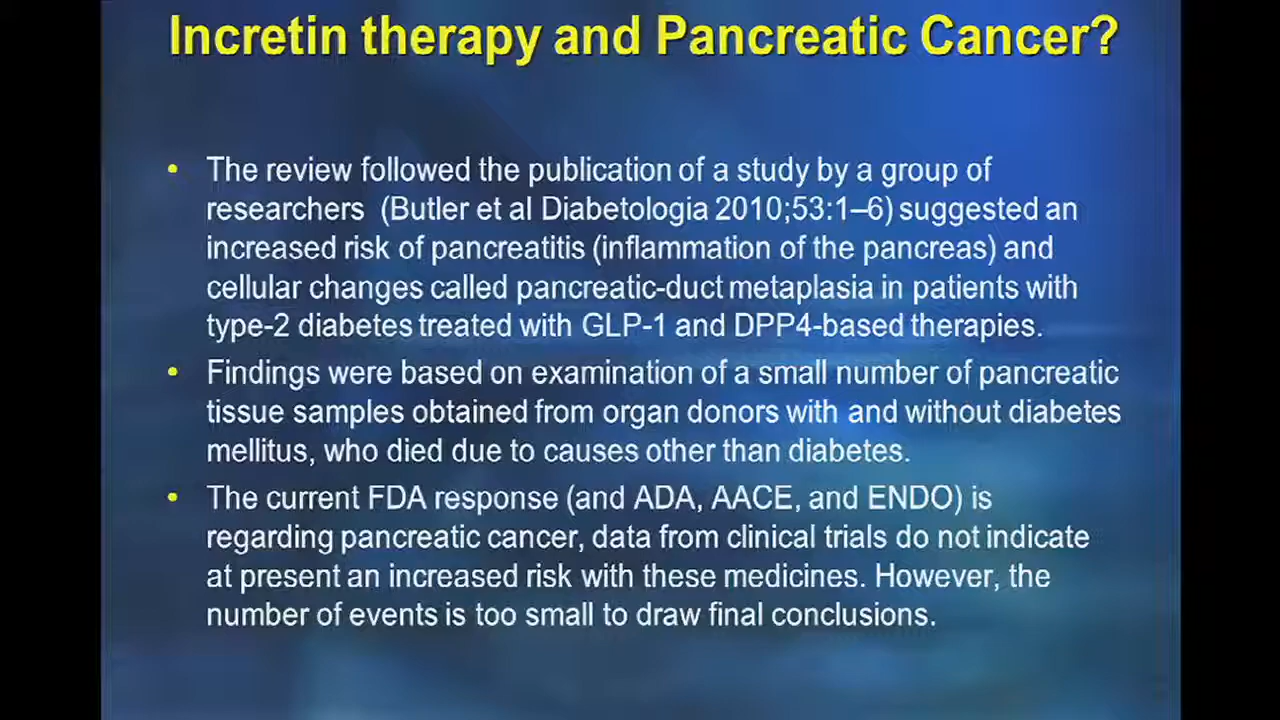 Incretin therapy and Pancreatic Cancer?
• The review followed the publication of a study by a group of
researchers (Butler et al Diabetologia 2010;53:1–6) suggested an
increased risk of pancreatitis (inflammation of the pancreas) and
cellular changes called pancreatic-duct metaplasia in patients with
type-2 diabetes treated with GLP-1 and DPP4-based therapies.
• Findings were based on examination of a small number of pancreatic
tissue samples obtained from organ donors with and without diabetes
mellitus, who died due to causes other than diabetes.
• The current FDA response (and ADA, AACE, and ENDO) is
regarding pancreatic cancer, data from clinical trials do not indicate
at present an increased risk with these medicines. However, the
number of events is too small to draw final conclusions.